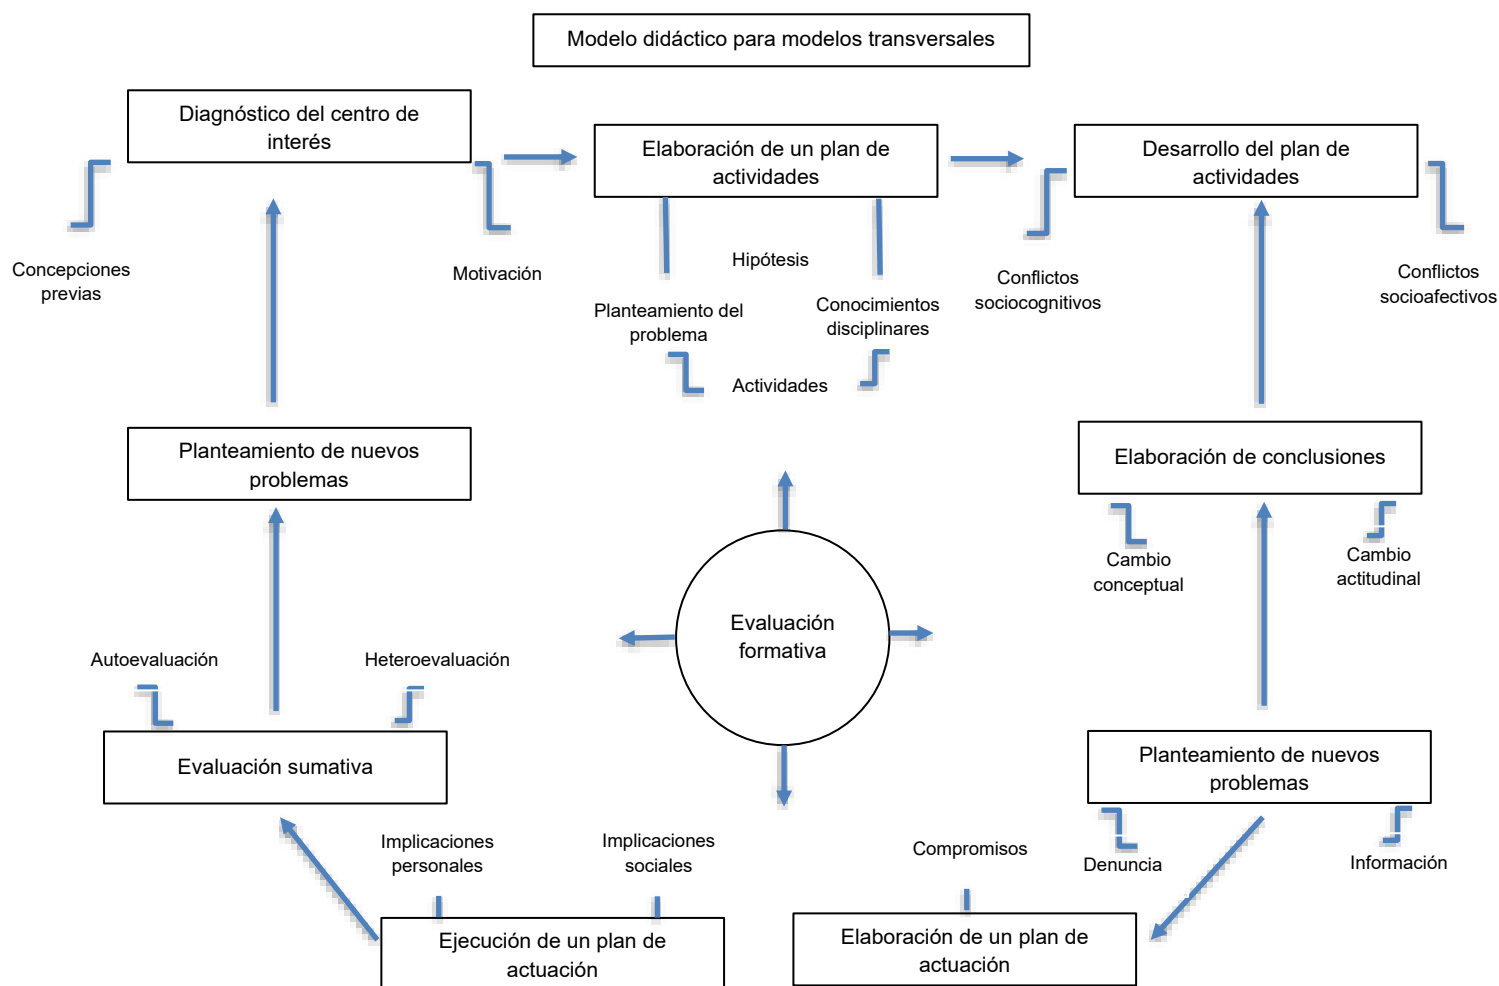 Modelo didáctico para modelos transversales
Diagnóstico del centro de
interés
Elaboración de un plan de
actividades
Desarrollo del plan de
actividades
Concepciones
previas
Motivación
Hipótesis
Planteamiento del
problema
Conocimientos
disciplinares
Actividades
Conflictos
sociocognitivos
Conflictos
socioafectivos
Planteamiento de nuevos
problemas
Elaboración de conclusiones
Cambio
conceptual
Cambio
actitudinal
Evaluación
formativa
Autoevaluación
Heteroevaluación
Evaluación sumativa
Planteamiento de nuevos
problemas
Implicaciones
personales
Implicaciones
sociales
Compromisos
Denuncia
Información
Ejecución de un plan de
actuación
Elaboración de un plan de
actuación